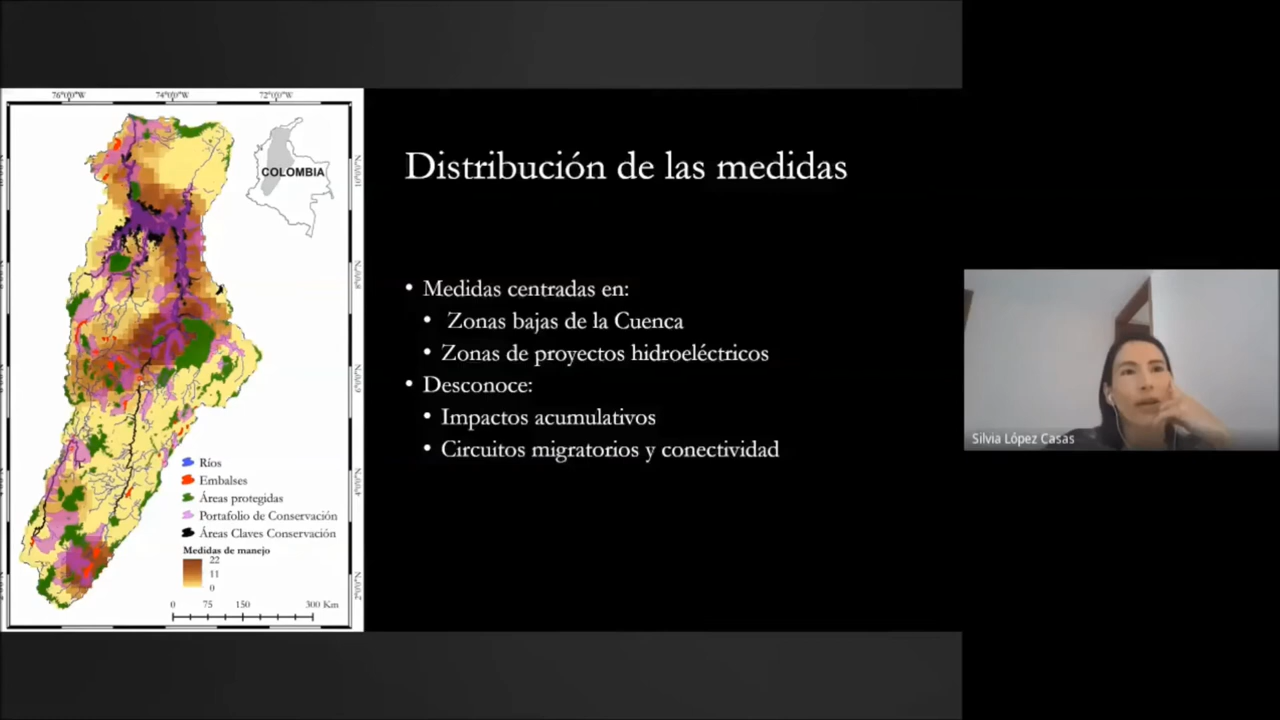 76°0'0"W 74°0'0"W 72°0'0"W
COLOMBIA
Ríos
Embalses
Áreas protegidas
Portafolio de Conservación
Áreas Claves Conservación
Medidas de manejo
22
11
0
0 75 150 300 Km
Distribución de las medidas
• Medidas centradas en:
• Zonas bajas de la Cuenca
• Zonas de proyectos hidroeléctricos
• Desconoce:
• Impactos acumulativos
• Circuitos migratorios y conectividad
Silvia López Casas